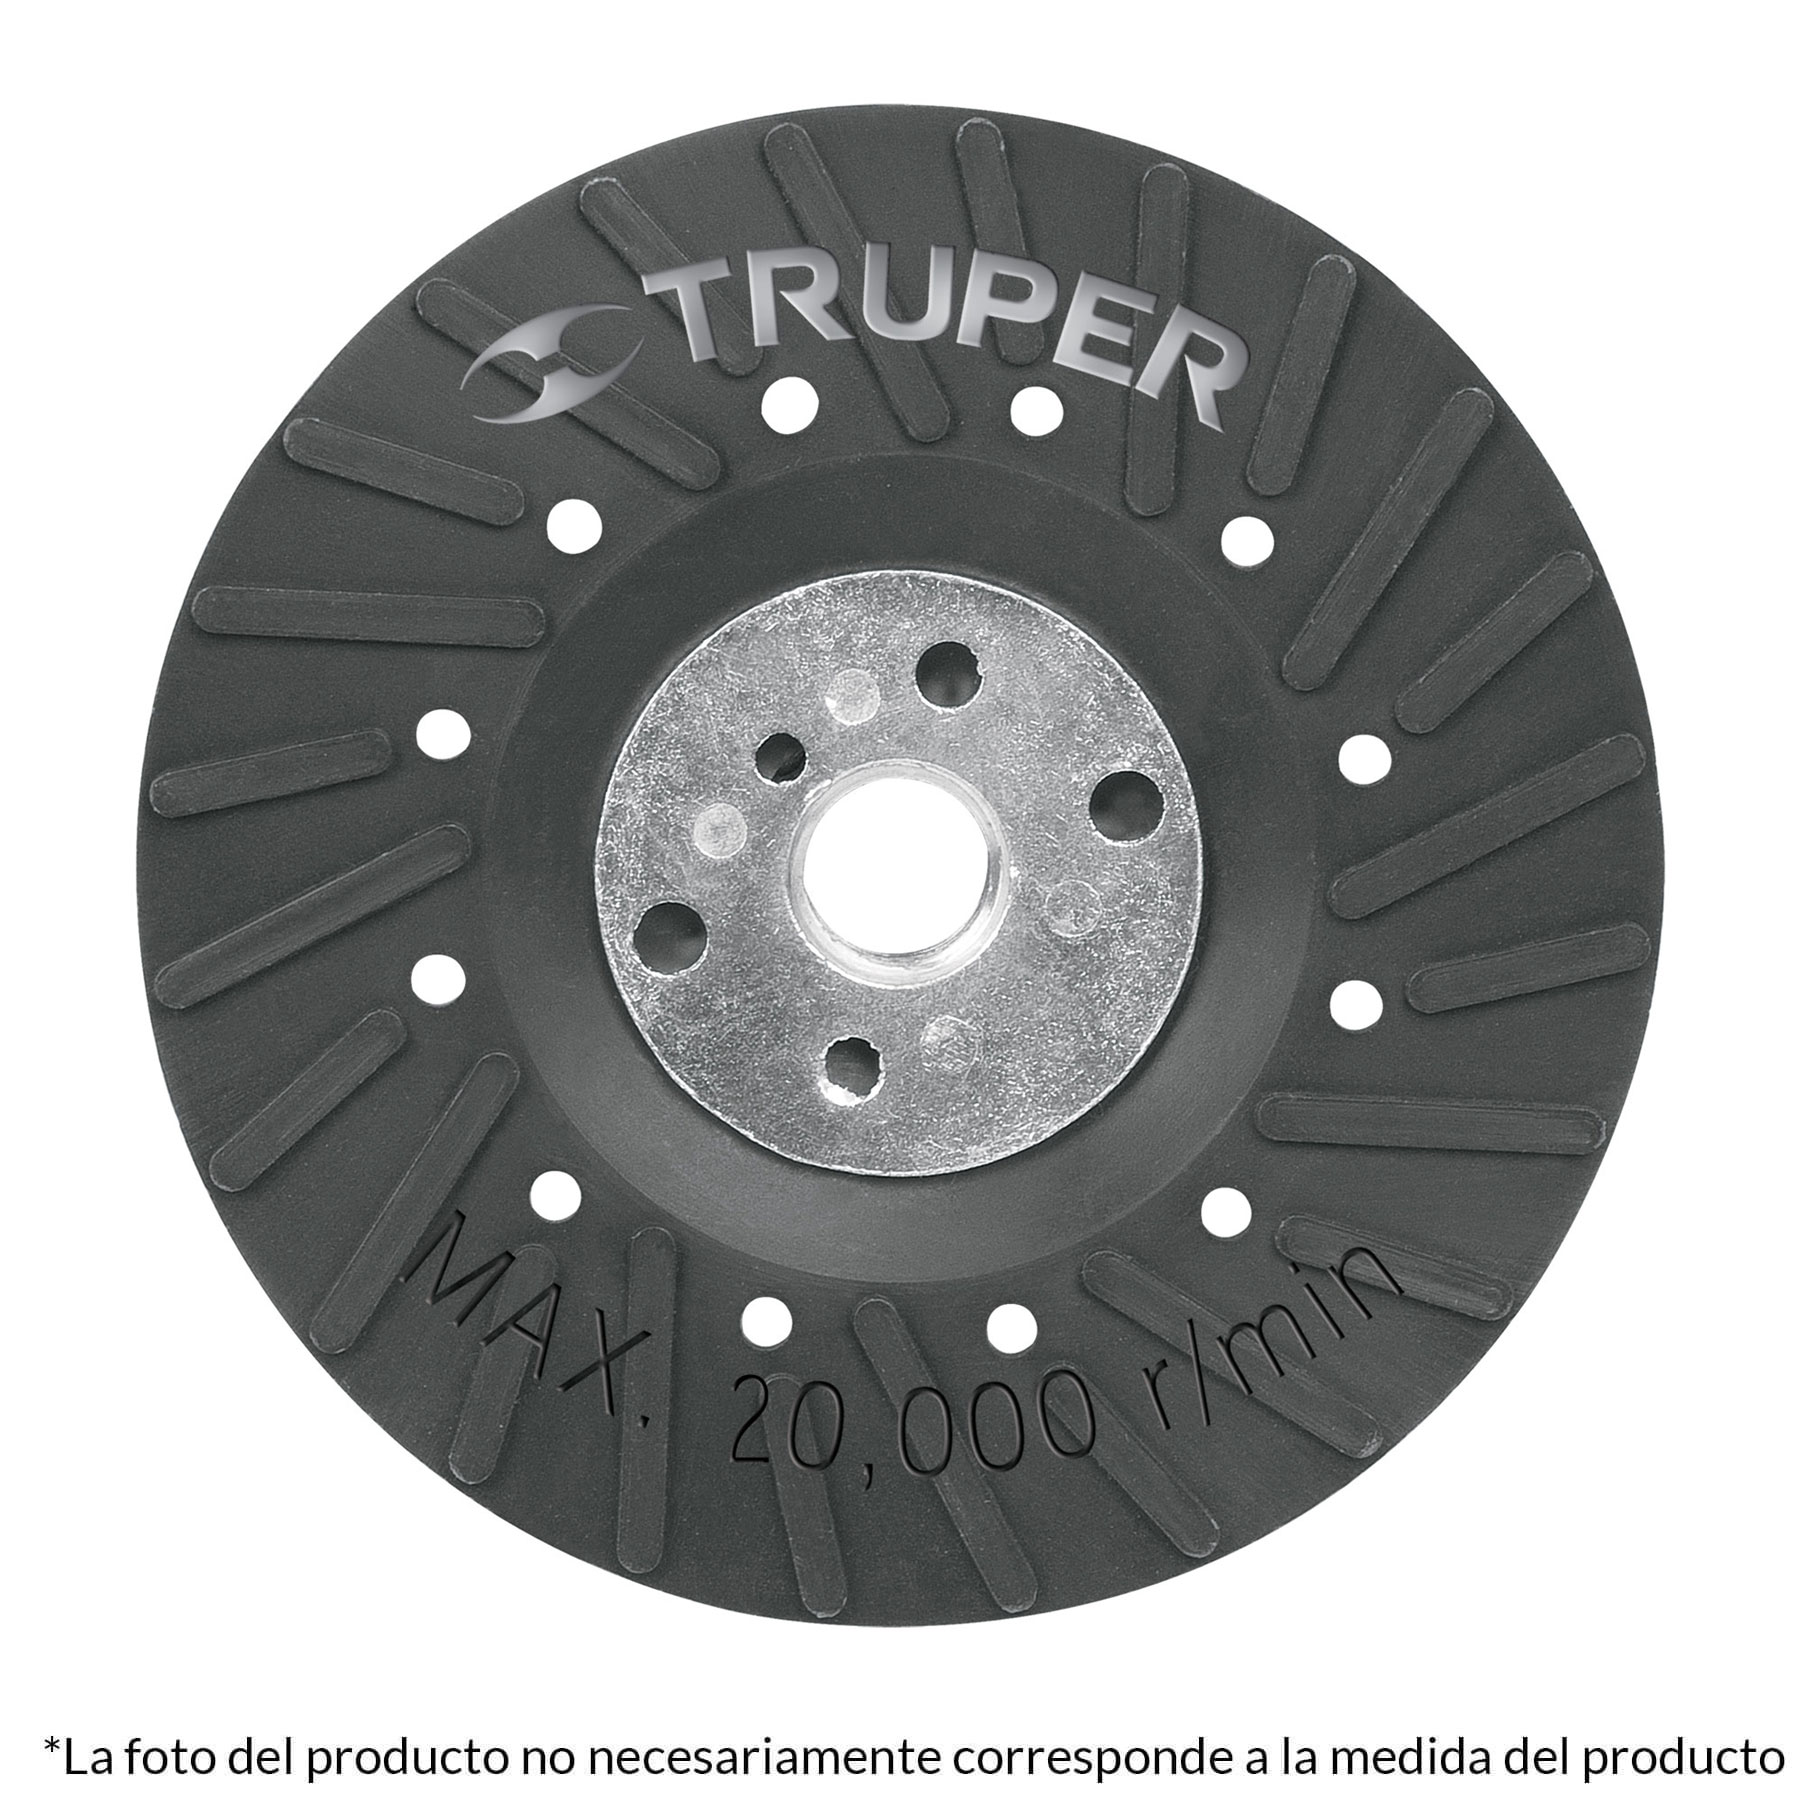 TRUPER
MAX. 20,000 r/min
*La foto del producto no necesariamente corresponde a la medida del producto